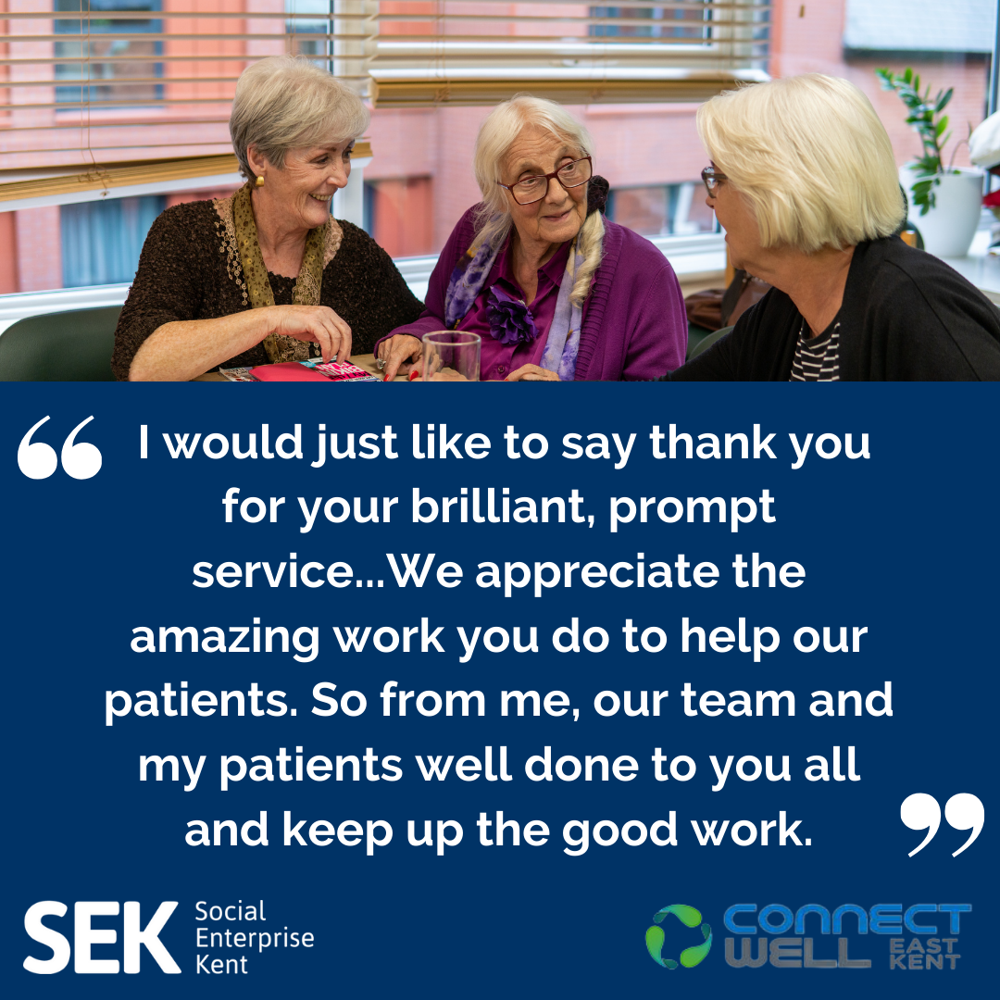 “ I would just like to say thank you
for your brilliant, prompt
service...We appreciate the
amazing work you do to help our
patients. So from me, our team and
my patients well done to you all
and keep up the good work. ”
SEK
Social
Enterprise
Kent
CONNECT
WELL EAST
KENT